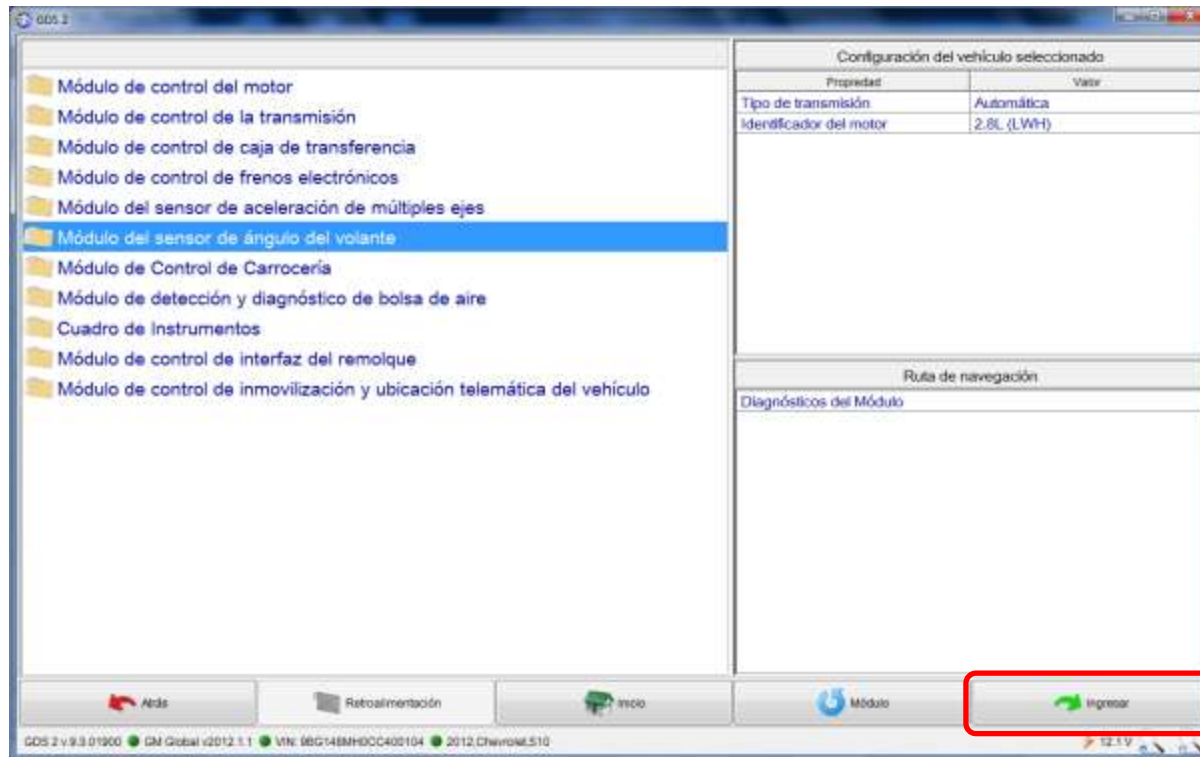 GDS 2
Módulo de control del motor
Módulo de control de la transmisión
Módulo de control de caja de transferencia
Módulo de control de frenos electrónicos
Módulo del sensor de aceleración de múltiples ejes
Módulo del sensor de ángulo del volante
Módulo de Control de Carrocería
Módulo de detección y diagnóstico de bolsa de aire
Cuadro de Instrumentos
Módulo de control de interfaz del remolque
Módulo de control de inmovilización y ubicación telemática del vehículo
Configuración del vehículo seleccionado
Propiedad Valor
Tipo de transmisión Automática
Identificador del motor 2.8L (LWH)
Ruta de navegación
Diagnósticos del Módulo
Atrás Retroalimentación Inicio Módulo Ingresar
GDS 2 v 9.3.01900 GM Global v2012.1.1 VIN: 2012,Chevrolet,S10 12.1 V